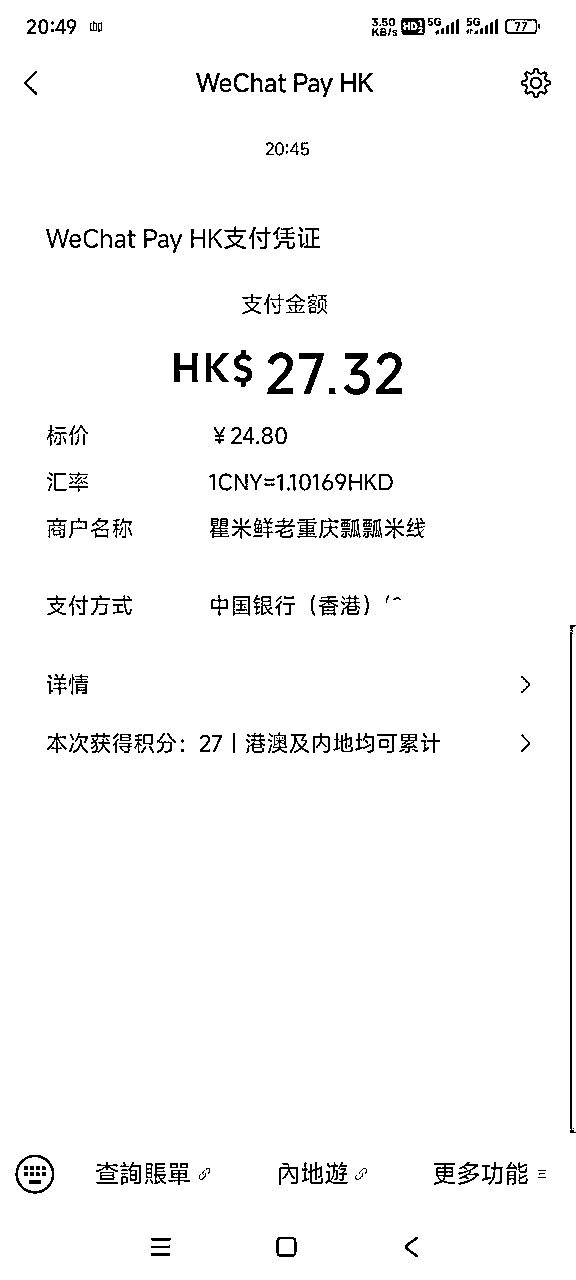 20:49
3.50 KB/s HD 5G 5G 77
WeChat Pay HK
20:45
WeChat Pay HK支付凭证
支付金额
HK$ 27.32
标价 ¥24.80
汇率 1CNY=1.10169HKD
商户名称 瞿米鲜老重庆瓢瓢米线
支付方式 中国银行（香港）
详情
本次获得积分：27丨港澳及内地均可累计
查詢賬單 內地遊 更多功能